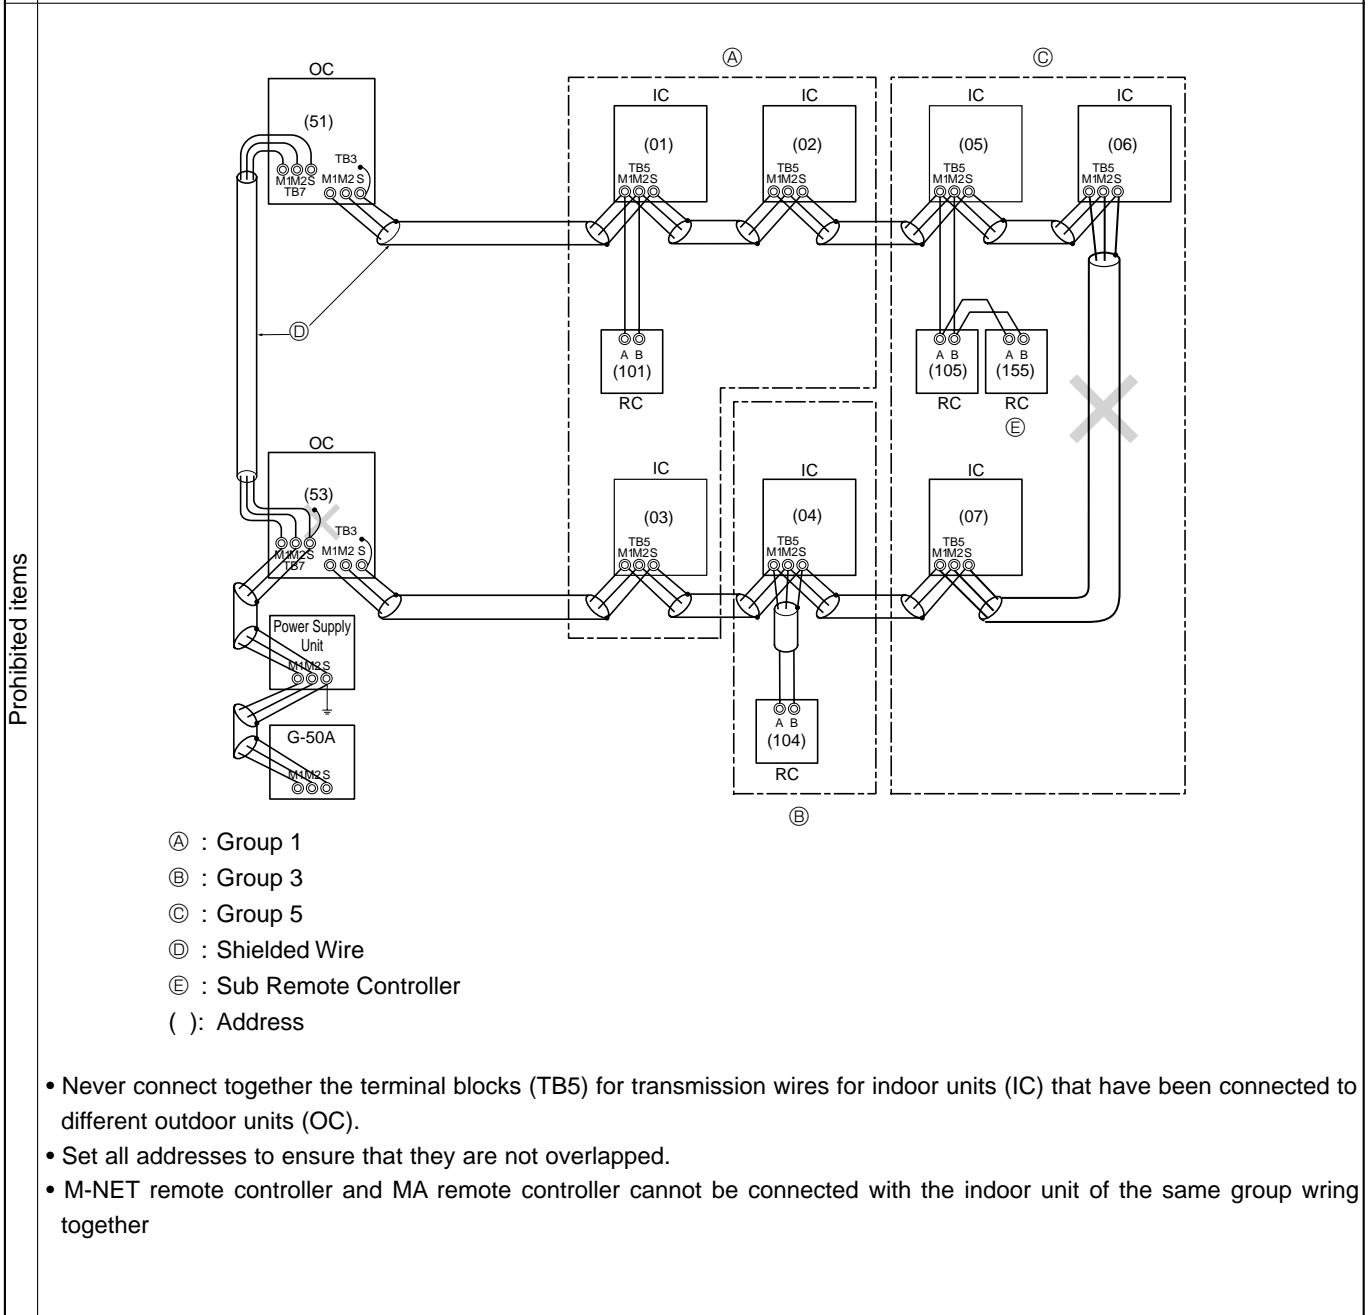 Prohibited items
Ⓐ Ⓒ
OC
(51)
TB3
M1M2S
TB7
M1M2 S
IC
(01)
TB5
M1M2S
IC
(02)
TB5
M1M2S
IC
(05)
TB5
M1M2S
IC
(06)
TB5
M1M2S
Ⓓ
A B
(101)
RC
A B
(105)
RC
A B
(155)
RC
Ⓔ
OC
(53)
TB3
M1M2S
TB7
M1M2 S
IC
(03)
TB5
M1M2S
IC
(04)
TB5
M1M2S
IC
(07)
TB5
M1M2S
Power Supply
Unit
M1M2S
G-50A
M1M2S
A B
(104)
RC
Ⓑ
Ⓐ : Group 1
Ⓑ : Group 3
Ⓒ : Group 5
Ⓓ : Shielded Wire
Ⓔ : Sub Remote Controller
( ): Address
• Never connect together the terminal blocks (TB5) for transmission wires for indoor units (IC) that have been connected to
different outdoor units (OC).
• Set all addresses to ensure that they are not overlapped.
• M-NET remote controller and MA remote controller cannot be connected with the indoor unit of the same group wring
together